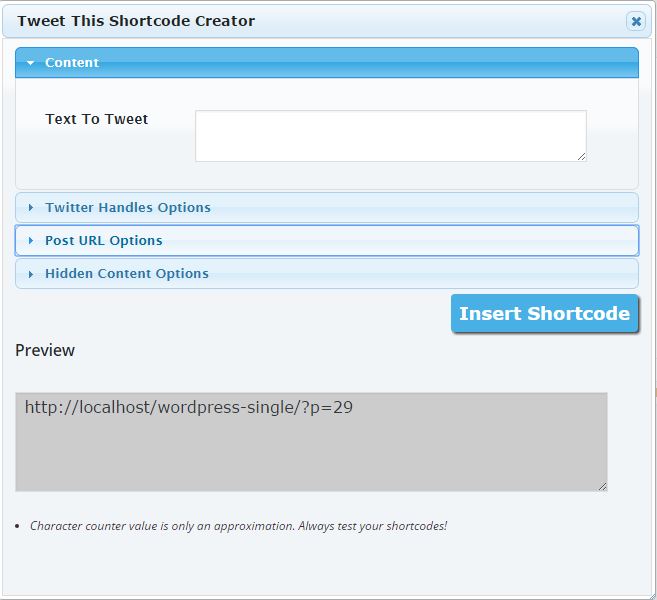 Tweet This Shortcode Creator
Content
Text To Tweet
Twitter Handles Options
Post URL Options
Hidden Content Options
Insert Shortcode
Preview
http://localhost/wordpress-single/?p=29
Character counter value is only an approximation. Always test your shortcodes!